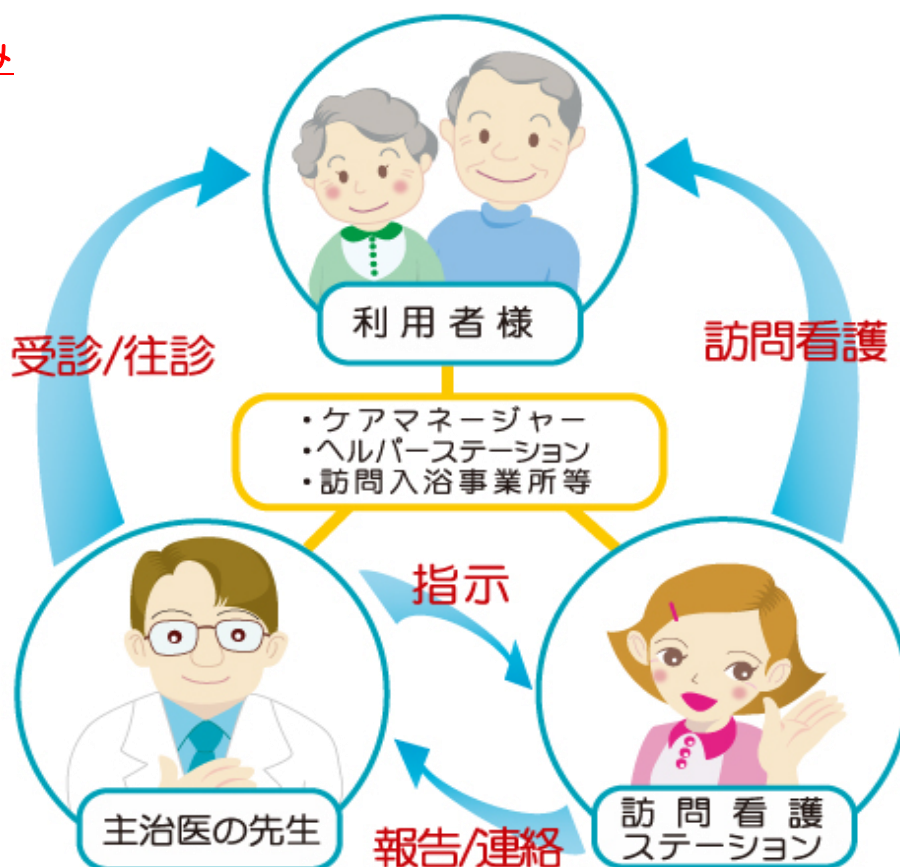 み
利用者様
受診/往診
訪問看護
・ケアマネージャー
・ヘルパーステーション
・訪問入浴事業所等
指示
主治医の先生
報告/連絡
訪問看護
ステーション